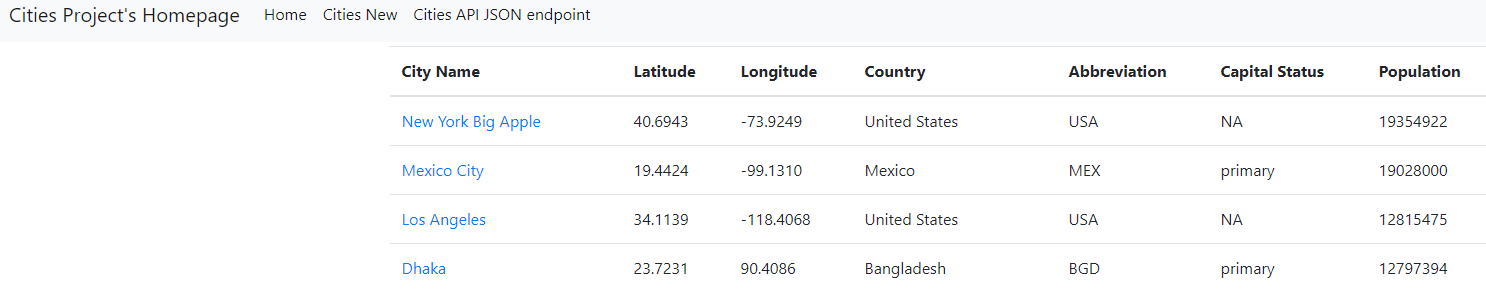 Cities Project's Homepage Home Cities New Cities API JSON endpoint
City Name Latitude Longitude Country Abbreviation Capital Status Population
New York Big Apple 40.6943 -73.9249 United States USA NA 19354922
Mexico City 19.4424 -99.1310 Mexico MEX primary 19028000
Los Angeles 34.1139 -118.4068 United States USA NA 12815475
Dhaka 23.7231 90.4086 Bangladesh BGD primary 12797394